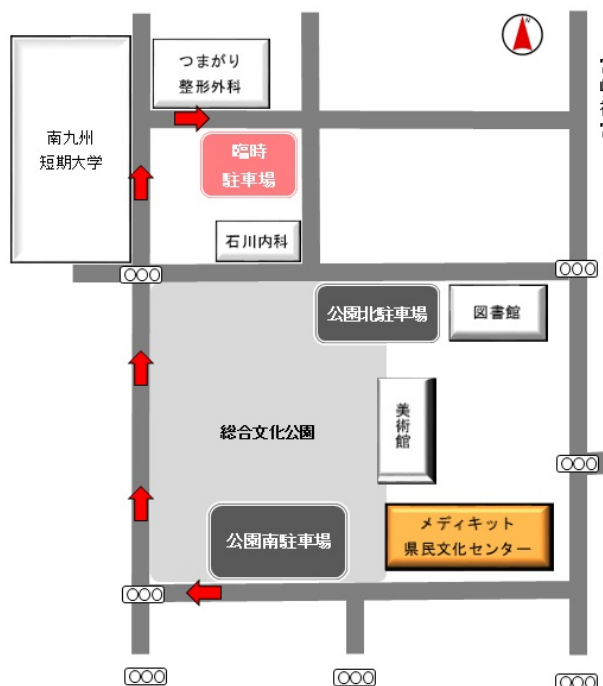 つまがり
整形外科
N
南九州
短期大学
臨時
駐車場
石川内科
公園北駐車場
図書館
美術館
総合文化公園
公園南駐車場
メディキット
県民文化センター